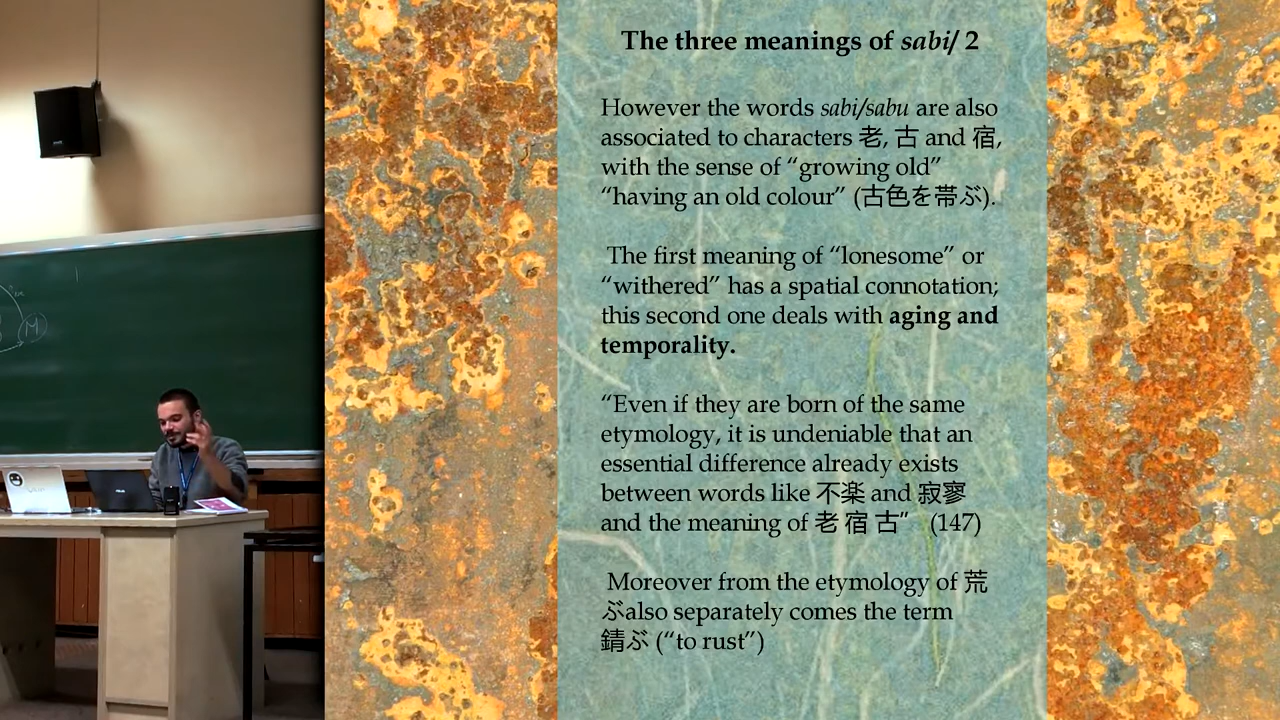 The three meanings of sabi/ 2
However the words sabi/sabu are also
associated to characters 老, 古 and 宿,
with the sense of “growing old”
“having an old colour” (古色を帯ぶ).
The first meaning of “lonesome” or
“withered” has a spatial connotation;
this second one deals with aging and
temporality.
“Even if they are born of the same
etymology, it is undeniable that an
essential difference already exists
between words like 不楽 and 寂寥
and the meaning of 老 宿 古” (147)
Moreover from the etymology of 荒
ぶalso separately comes the term
錆ぶ (“to rust”)
M